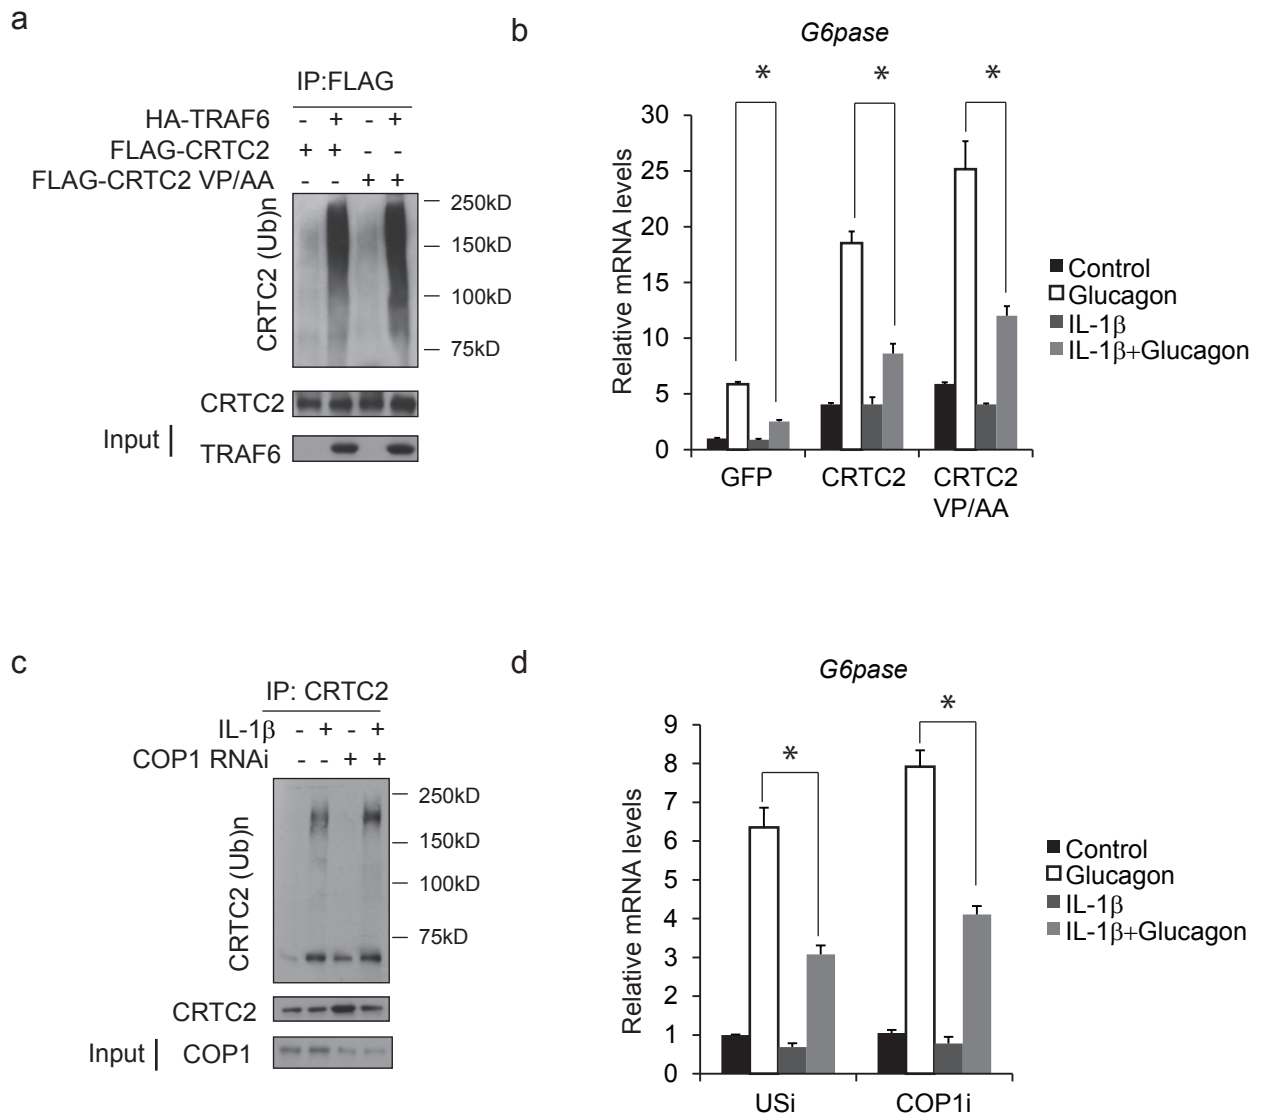 a
IP:FLAG
HA-TRAF6 - + - +
FLAG-CRTC2 + + - -
FLAG-CRTC2 VP/AA - - + +
CRTC2 (Ub)n
250kD
150kD
100kD
75kD
CRTC2
Input
TRAF6
b
G6pase
* * *
Relative mRNA levels
30
25
20
15
10
5
0
GFP CRTC2 CRTC2
VP/AA
Control
Glucagon
IL-1β
IL-1β+Glucagon
c
IP: CRTC2
IL-1β - + - +
COP1 RNAi - - + +
CRTC2 (Ub)n
250kD
150kD
100kD
75kD
CRTC2
Input COP1
d
G6pase
*
*
Relative mRNA levels
9
8
7
6
5
4
3
2
1
0
USi COP1i
Control
Glucagon
IL-1β
IL-1β+Glucagon